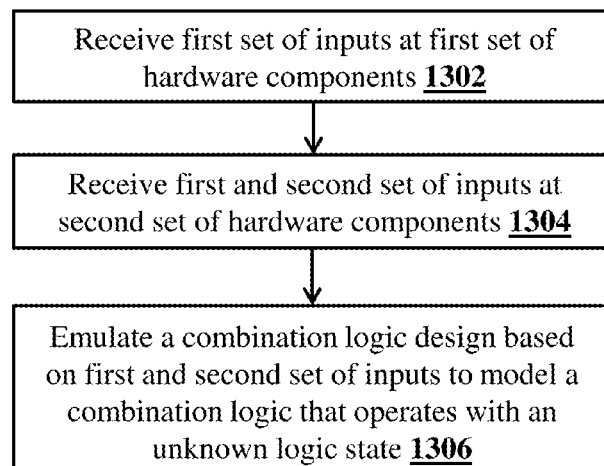 Receive first set of inputs at first set of
hardware components 1302
Receive first and second set of inputs at
second set of hardware components 1304
Emulate a combination logic design based
on first and second set of inputs to model a
combination logic that operates with an
unknown logic state 1306